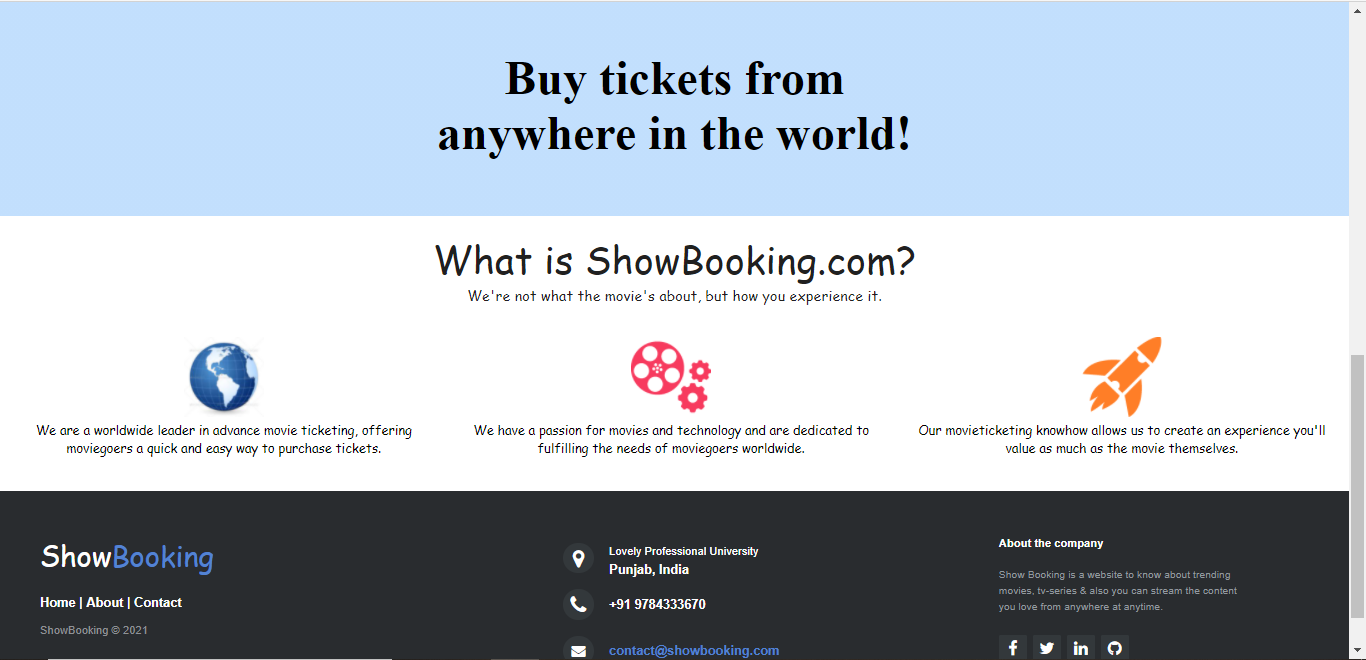 Buy tickets from
anywhere in the world!
What is ShowBooking.com?
We're not what the movie's about, but how you experience it.
We are a worldwide leader in advance movie ticketing, offering
moviegoers a quick and easy way to purchase tickets.
We have a passion for movies and technology and are dedicated to
fulfilling the needs of moviegoers worldwide.
Our movieticketing knowhow allows us to create an experience you'll
value as much as the movie themselves.
ShowBooking
Home | About | Contact
ShowBooking © 2021
Lovely Professional University
Punjab, India
+91 9784333670
contact@showbooking.com
About the company
Show Booking is a website to know about trending
movies, tv-series & also you can stream the content
you love from anywhere at anytime.